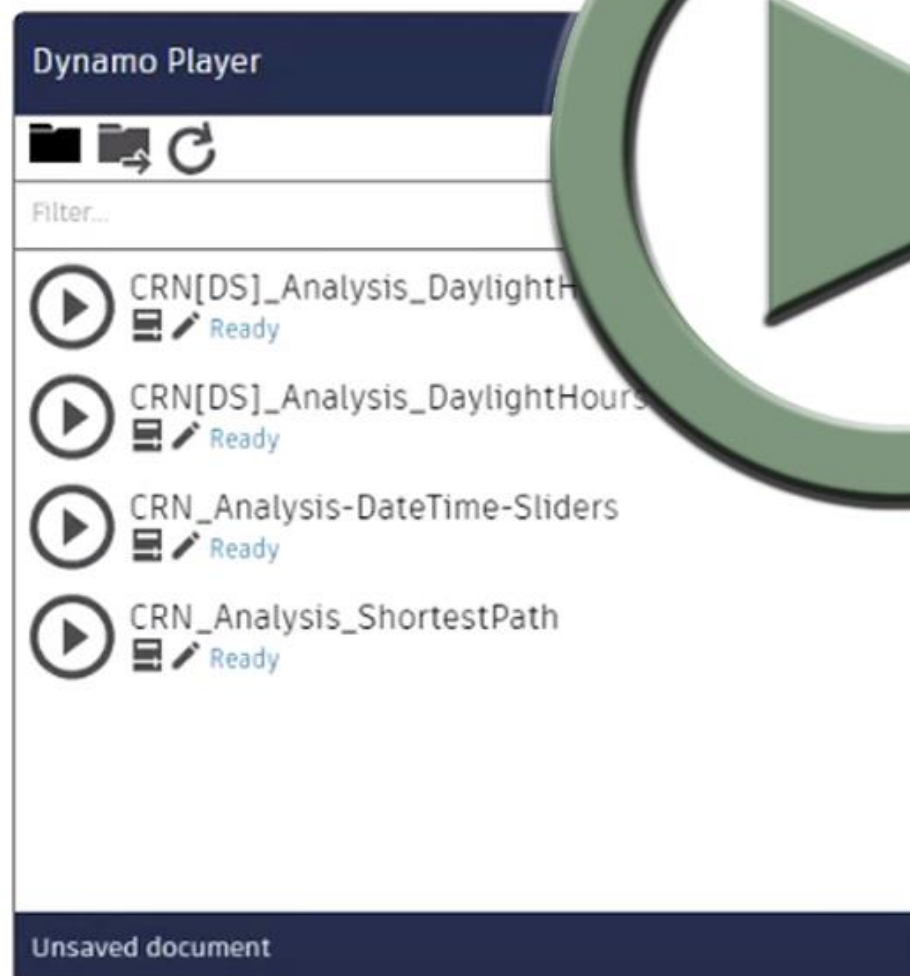 Dynamo Player
Filter...
CRN[DS]_Analysis_DaylightH
Ready
CRN[DS]_Analysis_DaylightHours
Ready
CRN_Analysis-DateTime-Sliders
Ready
CRN_Analysis_ShortestPath
Ready
Unsaved document